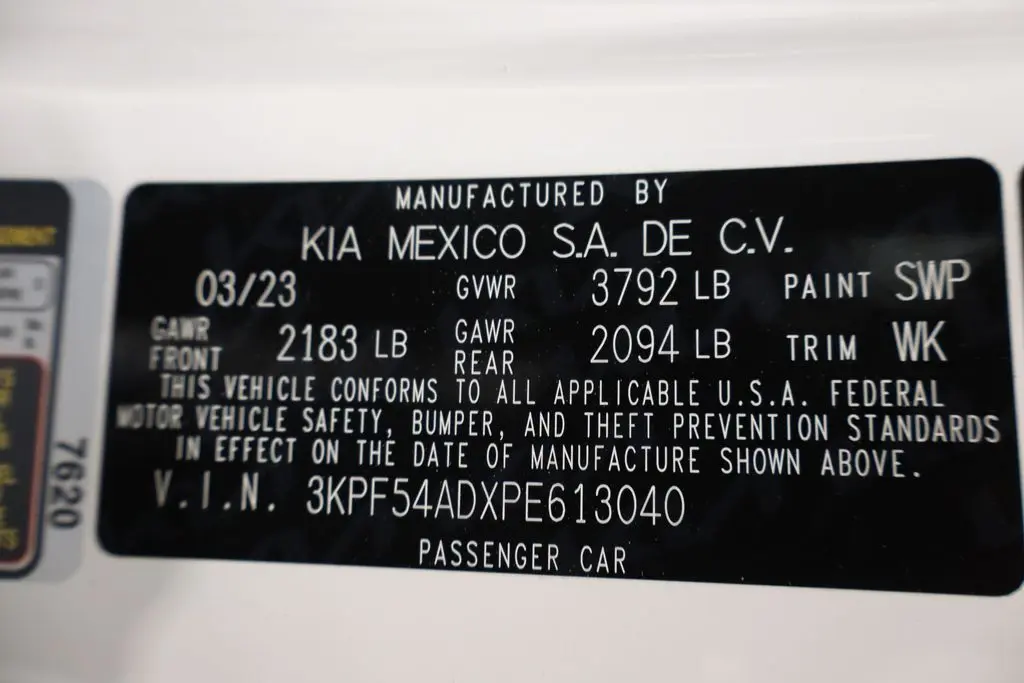 MANUFACTURED BY
KIA MEXICO S.A. DE C.V.
03/23 GVWR 3792 LB PAINT SWP
GAWR FRONT 2183 LB GAWR REAR 2094 LB TRIM WK
THIS VEHICLE CONFORMS TO ALL APPLICABLE U.S.A. FEDERAL
MOTOR VEHICLE SAFETY, BUMPER, AND THEFT PREVENTION STANDARDS
IN EFFECT ON THE DATE OF MANUFACTURE SHOWN ABOVE.
V.I.N. 3KPF54ADXPE613040
PASSENGER CAR
7620